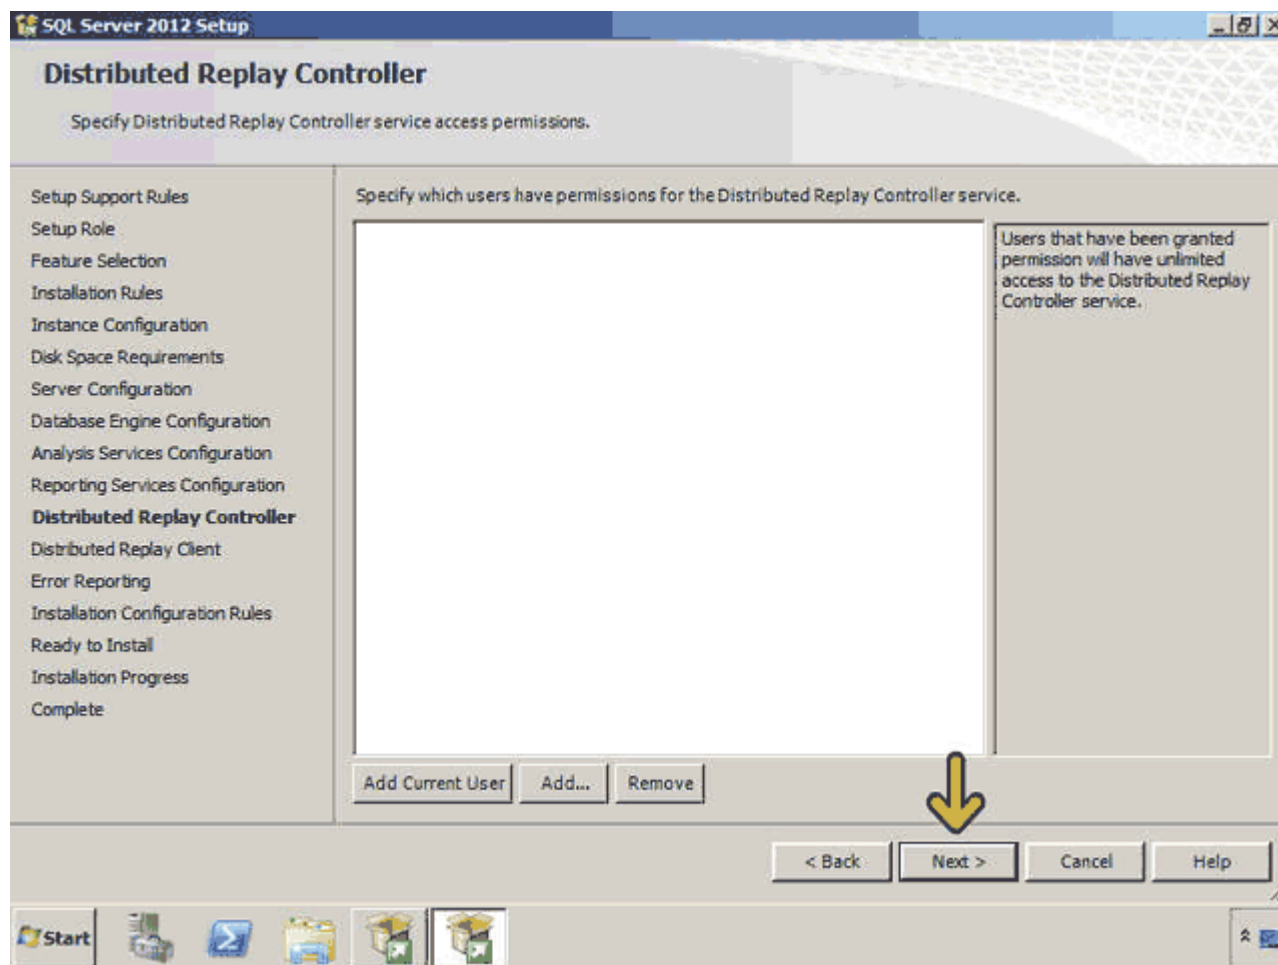 SQL Server 2012 Setup
Distributed Replay Controller
Specify Distributed Replay Controller service access permissions.
Setup Support Rules
Setup Role
Feature Selection
Installation Rules
Instance Configuration
Disk Space Requirements
Server Configuration
Database Engine Configuration
Analysis Services Configuration
Reporting Services Configuration
Distributed Replay Controller
Distributed Replay Client
Error Reporting
Installation Configuration Rules
Ready to Install
Installation Progress
Complete
Specify which users have permissions for the Distributed Replay Controller service.
Users that have been granted
permission will have unlimited
access to the Distributed Replay
Controller service.
Add Current User
Add...
Remove
< Back
Next >
Cancel
Help
Start